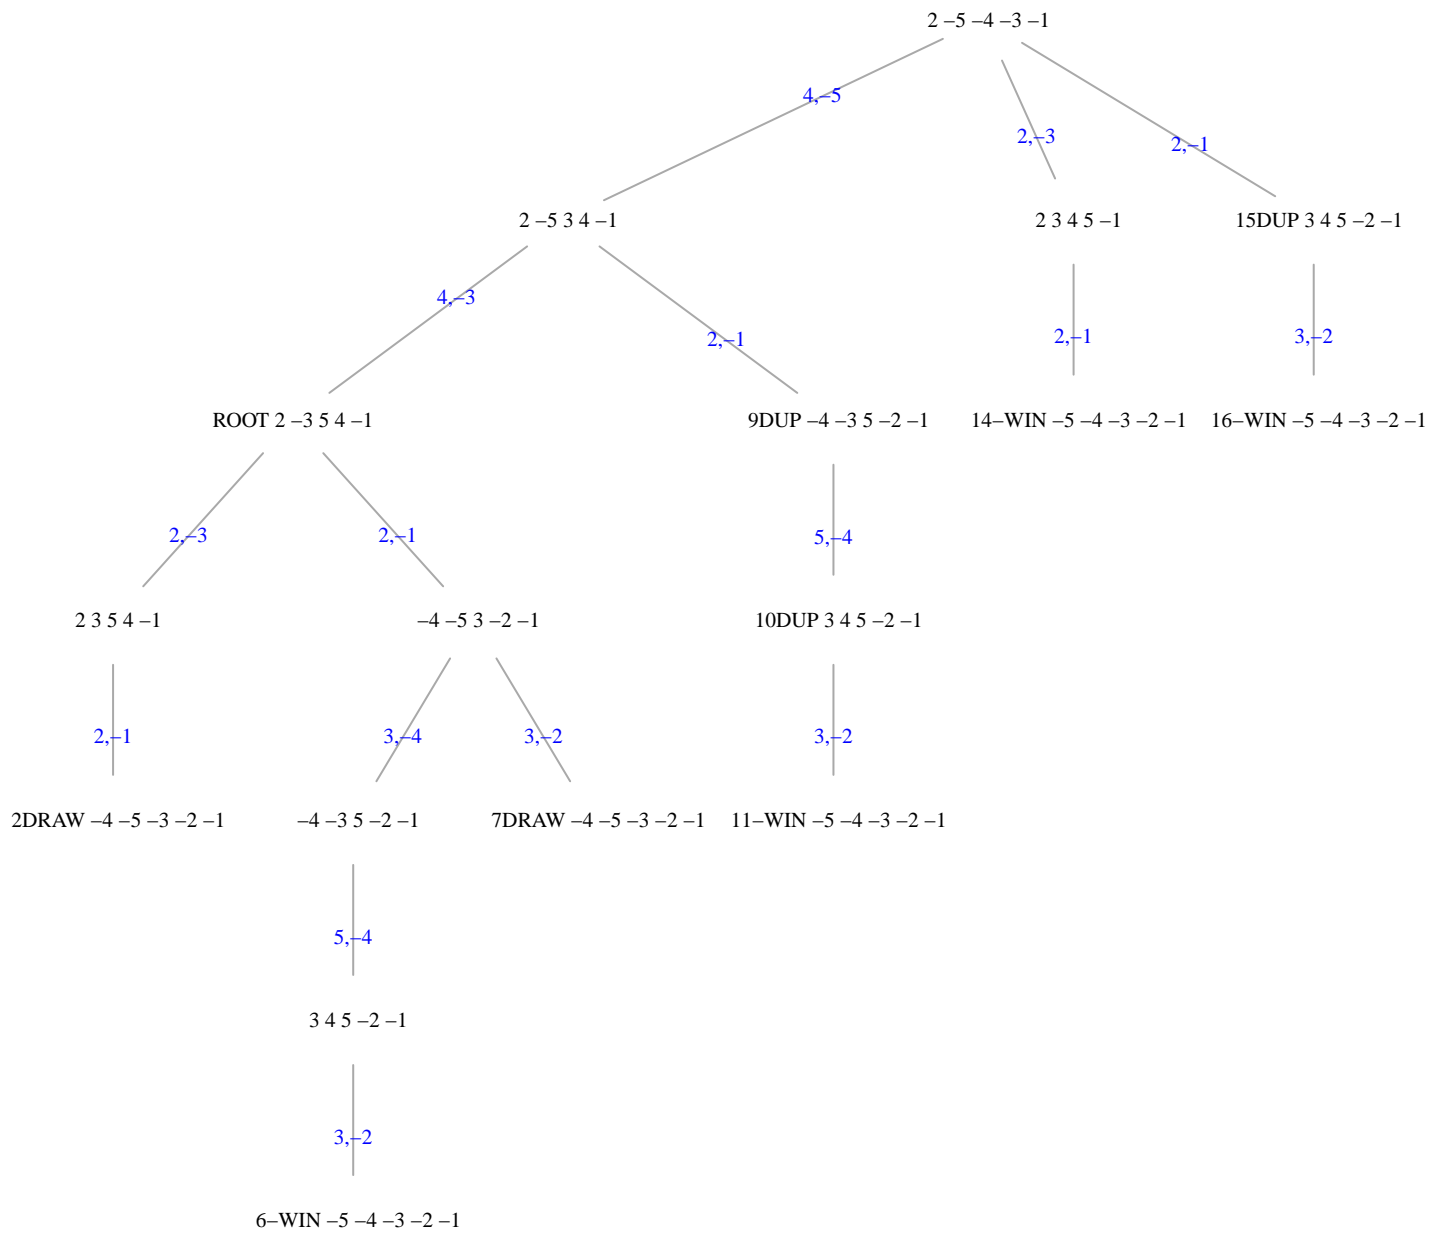 2 –5 –4 –3 –1
4,–5
2,–3
2,–1
2 –5 3 4 –1
2 3 4 5 –1
15DUP 3 4 5 –2 –1
4,–3
2,–1
2,–1
3,–2
ROOT 2 –3 5 4 –1
9DUP –4 –3 5 –2 –1
14–WIN –5 –4 –3 –2 –1
16–WIN –5 –4 –3 –2 –1
2,–3
2,–1
5,–4
2 3 5 4 –1
–4 –5 3 –2 –1
10DUP 3 4 5 –2 –1
2,–1
3,–4
3,–2
3,–2
2DRAW –4 –5 –3 –2 –1
–4 –3 5 –2 –1
7DRAW –4 –5 –3 –2 –1
11–WIN –5 –4 –3 –2 –1
5,–4
3 4 5 –2 –1
3,–2
6–WIN –5 –4 –3 –2 –1